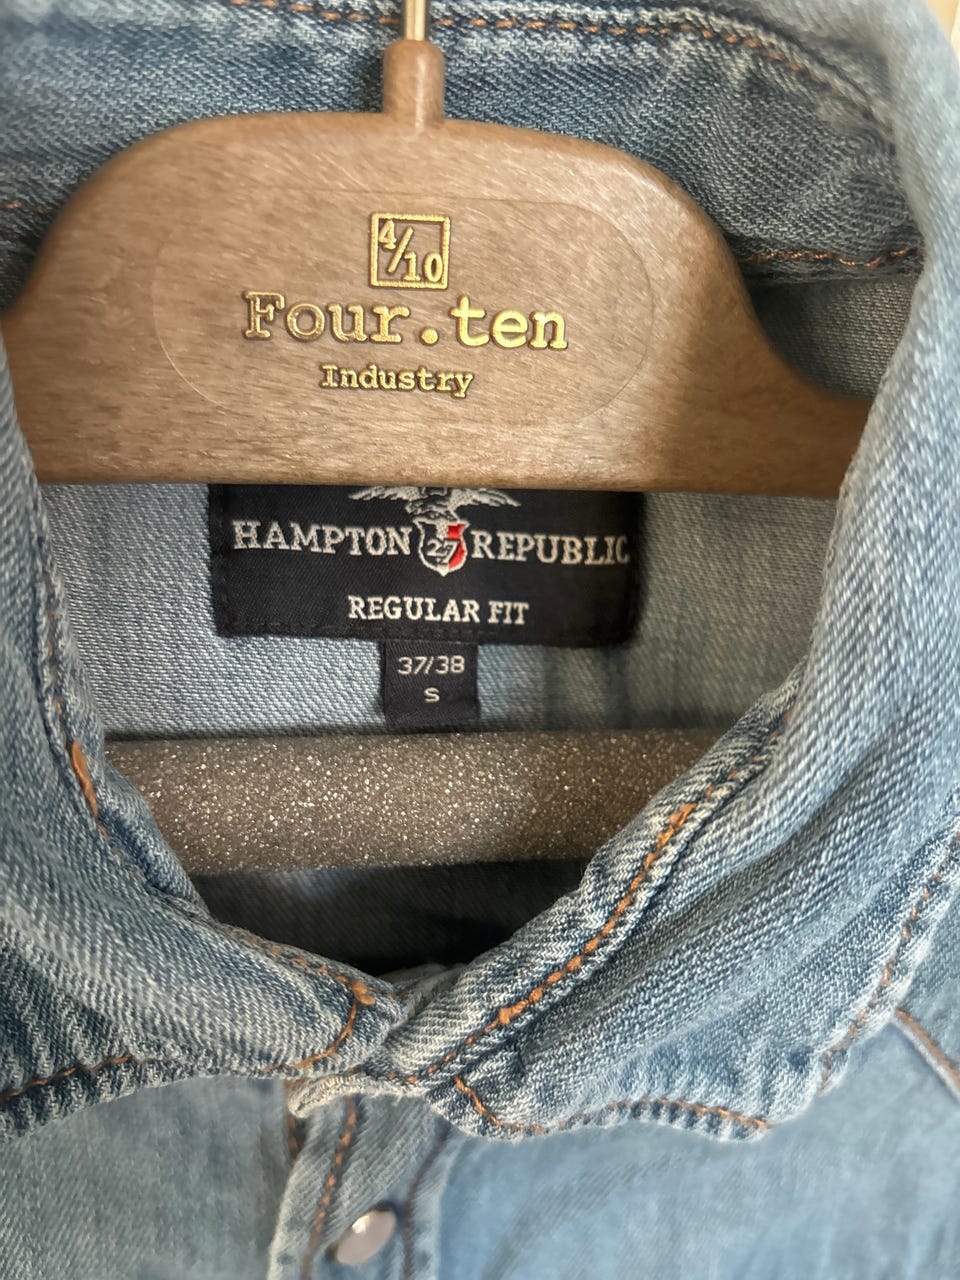 4/10
Four.ten
Industry
HAMPTON 27 REPUBLIC
REGULAR FIT
37/38
S